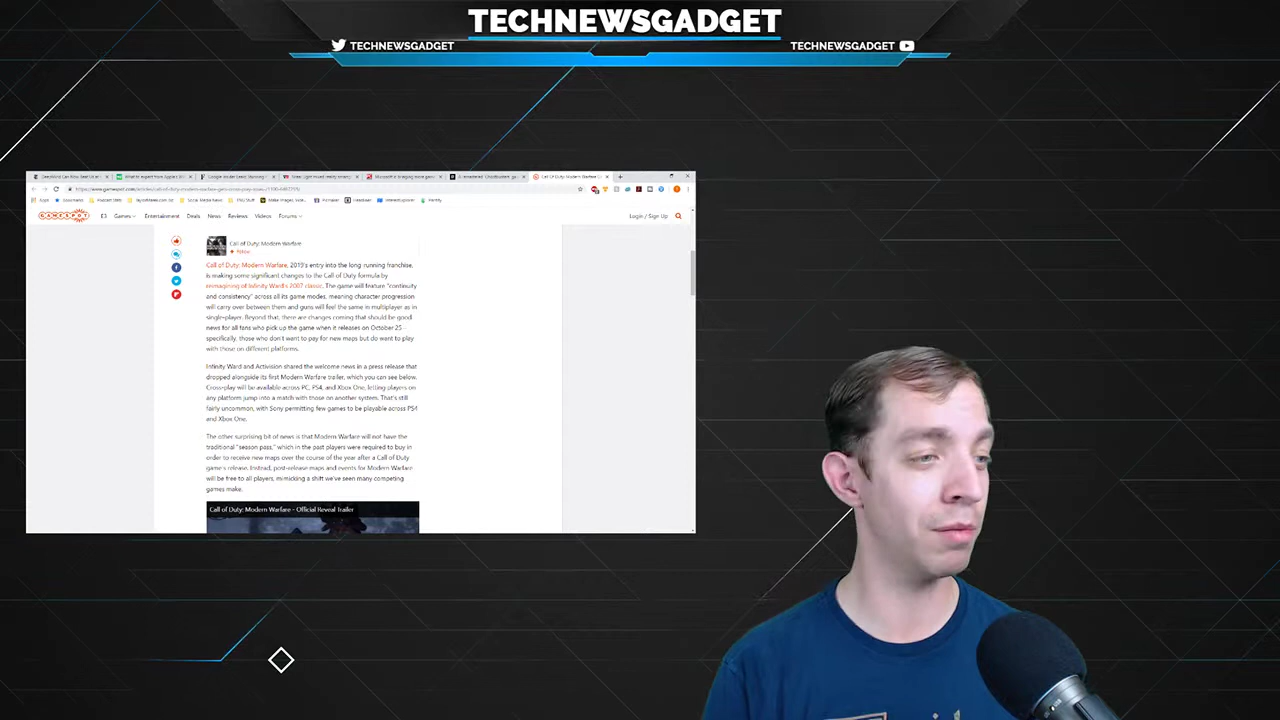 TECHNEWSGADGET
TECHNEWSGADGET
TECHNEWSGADGET
GAMESPOT
E3 Games Entertainment Deals News Reviews Videos Forums
Login / Sign Up
Call of Duty: Modern Warfare
Follow
Call of Duty: Modern Warfare, 2019's entry into the long-running franchise,
is making some significant changes to the Call of Duty formula by
reimagining of Infinity Ward's 2007 classic. The game will feature "continuity
and consistency" across all its game modes, meaning character progression
will carry over between them and guns will feel the same in multiplayer as in
single-player. Beyond that, there are changes coming that should be good
news for all fans who pick up the game when it releases on October 25--
specifically, those who don't want to pay for new maps but do want to play
with those on different platforms.
Infinity Ward and Activision shared the welcome news in a press release that
dropped alongside its first Modern Warfare trailer, which you can see below.
Cross-play will be available across PC, PS4, and Xbox One, letting players on
any platform jump into a match with those on another system. That's still
fairly uncommon, with Sony permitting few games to be playable across PS4
and Xbox One.
The other surprising bit of news is that Modern Warfare will not have the
traditional "season pass," which in the past players were required to buy in
order to receive new maps over the course of the year after a Call of Duty
game's release. Instead, post-release maps and events for Modern Warfare
will be free to all players, mimicking a shift we've seen many competing
games make.
Call of Duty: Modern Warfare - Official Reveal Trailer